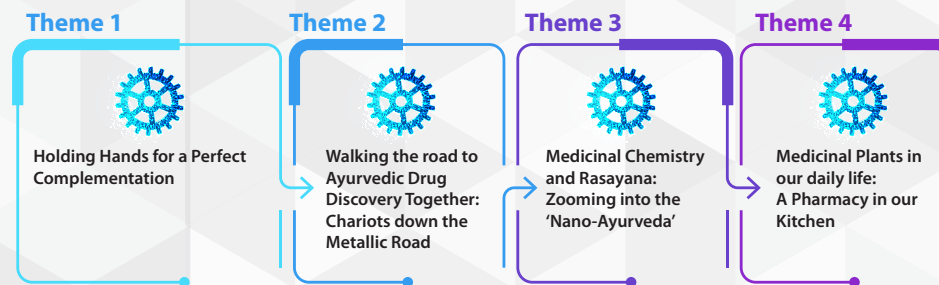 Theme 1
Holding Hands for a Perfect
Complementation
Theme 2
Walking the road to
Ayurvedic Drug
Discovery Together:
Chariots down the
Metallic Road
Theme 3
Medicinal Chemistry
and Rasayana:
Zooming into the
‘Nano-Ayurveda’
Theme 4
Medicinal Plants in
our daily life:
A Pharmacy in our
Kitchen